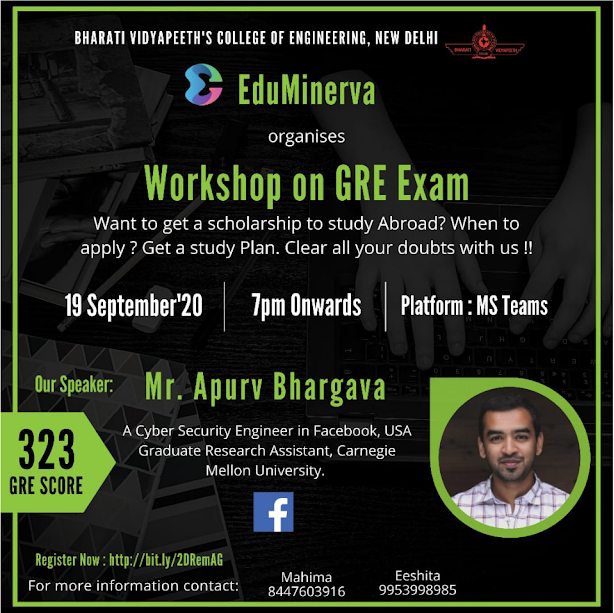 BHARATI VIDYAPEETH'S COLLEGE OF ENGINEERING, NEW DELHI
BHARATI VIDYAPEETH
EduMinerva
organises
Workshop on GRE Exam
Want to get a scholarship to study Abroad? When to
apply ? Get a study Plan. Clear all your doubts with us !!
19 September'20 7pm Onwards Platform : MS Teams
Our Speaker: Mr. Apurv Bhargava
A Cyber Security Engineer in Facebook, USA
Graduate Research Assistant, Carnegie
Mellon University.
323
GRE SCORE
f
Register Now : http://bit.ly/2DRemAG
For more information contact:
Mahima
8447603916
Eeshita
9953998985